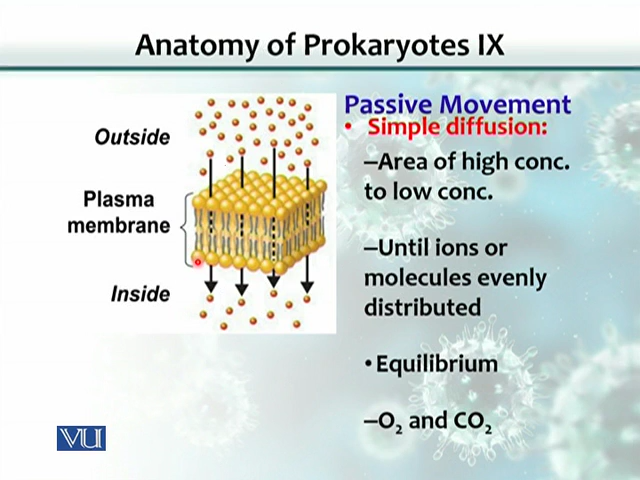 Anatomy of Prokaryotes IX
Outside
Plasma
membrane
Inside
Passive Movement
• Simple diffusion:
–Area of high conc.
to low conc.
–Until ions or
molecules evenly
distributed
• Equilibrium
–O₂ and CO₂
VU